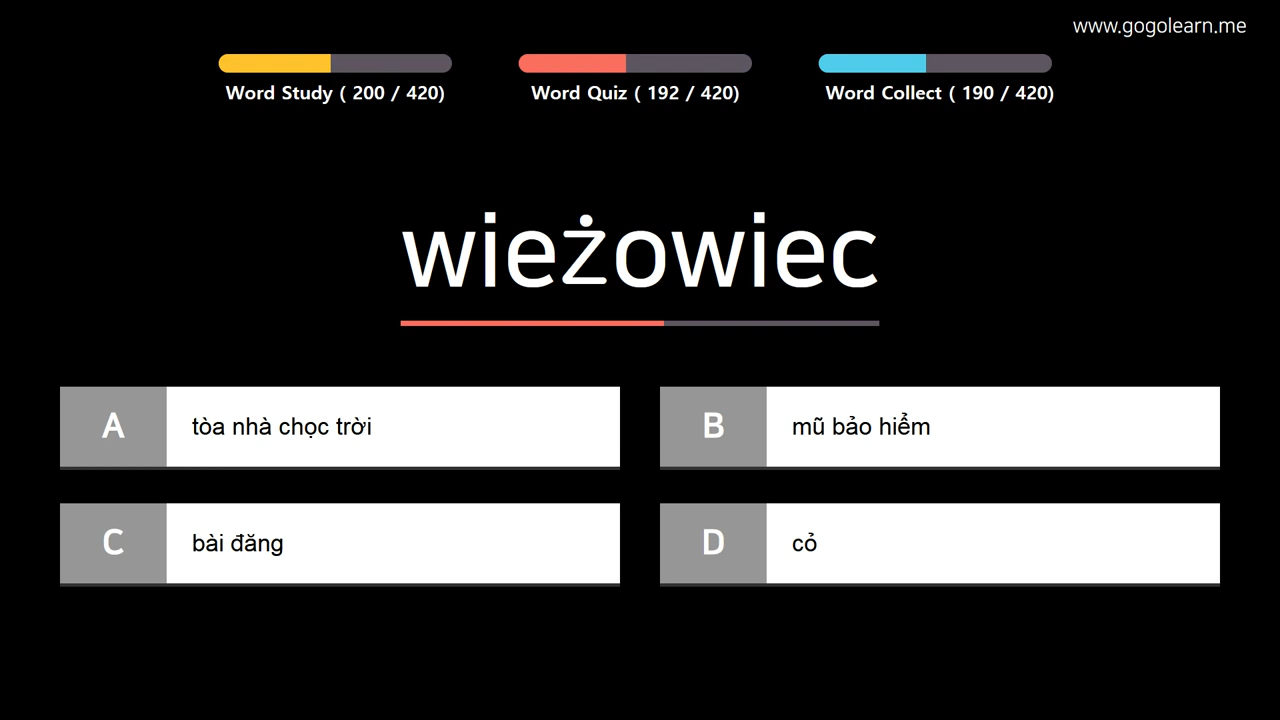 www.gogolearn.me
Word Study ( 200 / 420)
Word Quiz ( 192 / 420)
Word Collect ( 190 / 420)
wieżowiec
A
tòa nhà chọc trời
B
mũ bảo hiểm
C
bài đăng
D
cỏ